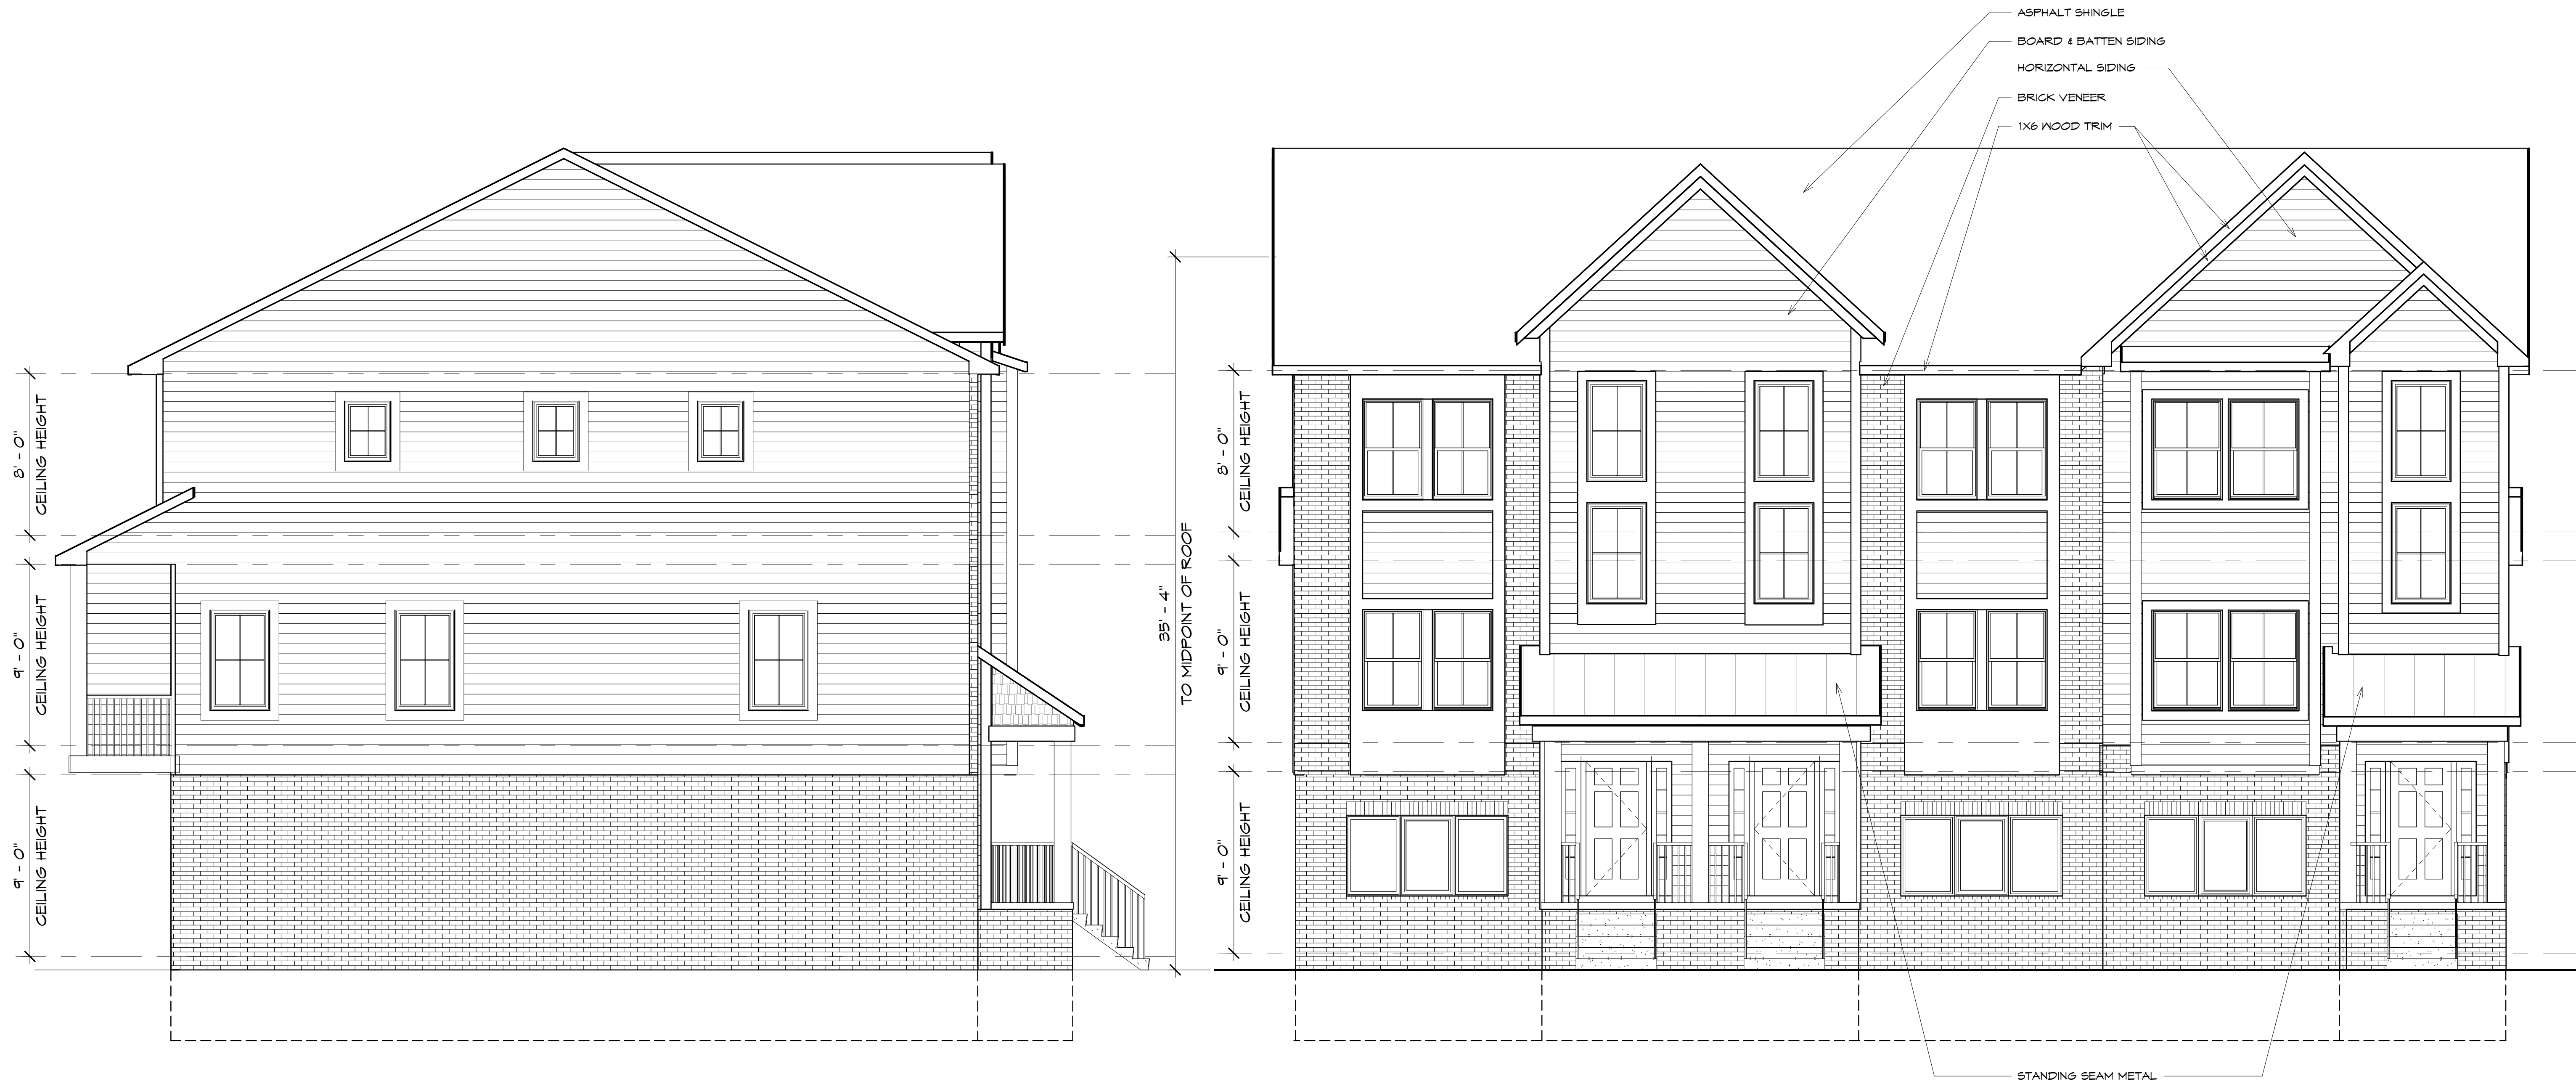 ASPHALT SHINGLE
BOARD & BATTEN SIDING
HORIZONTAL SIDING
BRICK VENEER
1X6 WOOD TRIM
8' - 0"
CEILING HEIGHT
9' - 0"
CEILING HEIGHT
9' - 0"
CEILING HEIGHT
35' - 4"
TO MIDPOINT OF ROOF
8' - 0"
CEILING HEIGHT
9' - 0"
CEILING HEIGHT
9' - 0"
CEILING HEIGHT
STANDING SEAM METAL